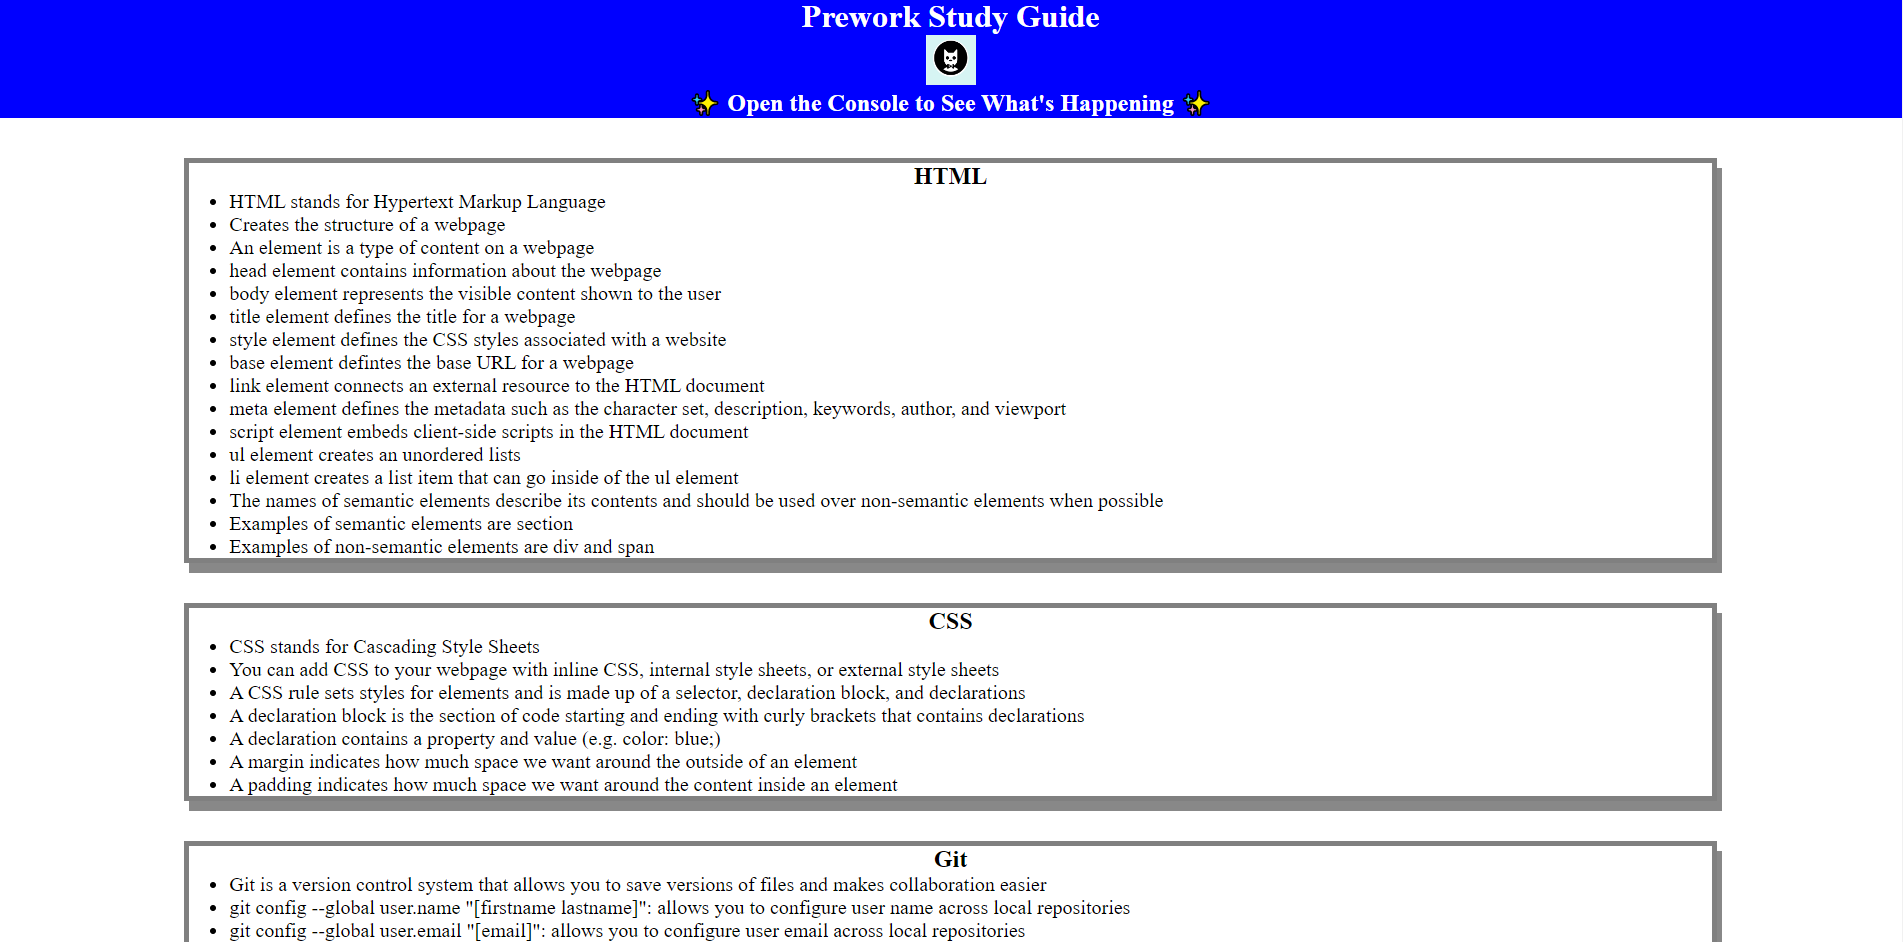 Prework Study Guide
✨ Open the Console to See What's Happening ✨
HTML
• HTML stands for Hypertext Markup Language
• Creates the structure of a webpage
• An element is a type of content on a webpage
• head element contains information about the webpage
• body element represents the visible content shown to the user
• title element defines the title for a webpage
• style element defines the CSS styles associated with a website
• base element defintes the base URL for a webpage
• link element connects an external resource to the HTML document
• meta element defines the metadata such as the character set, description, keywords, author, and viewport
• script element embeds client-side scripts in the HTML document
• ul element creates an unordered lists
• li element creates a list item that can go inside of the ul element
• The names of semantic elements describe its contents and should be used over non-semantic elements when possible
• Examples of semantic elements are section
• Examples of non-semantic elements are div and span
CSS
• CSS stands for Cascading Style Sheets
• You can add CSS to your webpage with inline CSS, internal style sheets, or external style sheets
• A CSS rule sets styles for elements and is made up of a selector, declaration block, and declarations
• A declaration block is the section of code starting and ending with curly brackets that contains declarations
• A declaration contains a property and value (e.g. color: blue;)
• A margin indicates how much space we want around the outside of an element
• A padding indicates how much space we want around the content inside an element
Git
• Git is a version control system that allows you to save versions of files and makes collaboration easier
• git config --global user.name "[firstname lastname]": allows you to configure user name across local repositories
• git config --global user.email "[email]": allows you to configure user email across local repositories